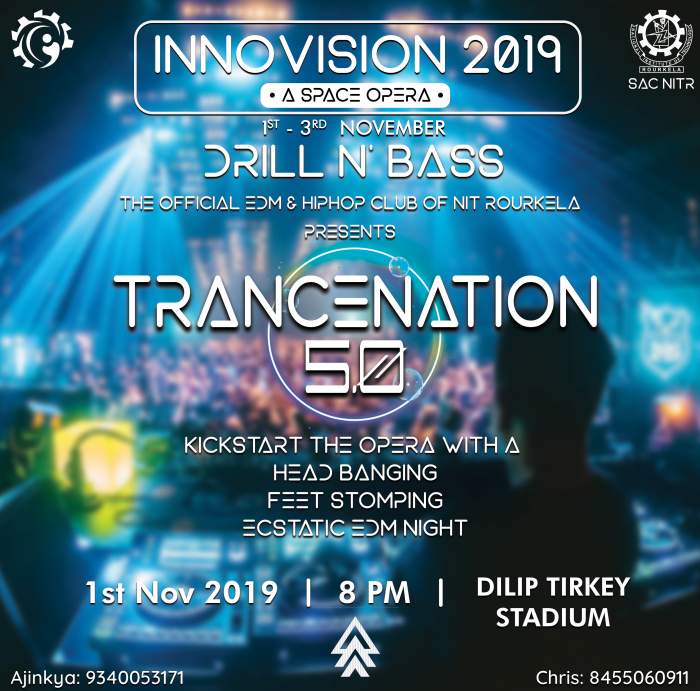 INNOVISION 2019
• A SPACE OPERA •
1ST - 3RD NOVEMBER
DRILL N' BASS
THE OFFICIAL EDM & HIPHOP CLUB OF NIT ROURKELA
PRESENTS
TRANCENATION
5.0
KICKSTART THE OPERA WITH A
HEAD BANGING
FEET STOMPING
ECSTATIC EDM NIGHT
1st Nov 2019 | 8 PM | DILIP TIRKEY
STADIUM
Ajinkya: 9340053171
Chris: 8455060911
ROURKELA
SAC NITR